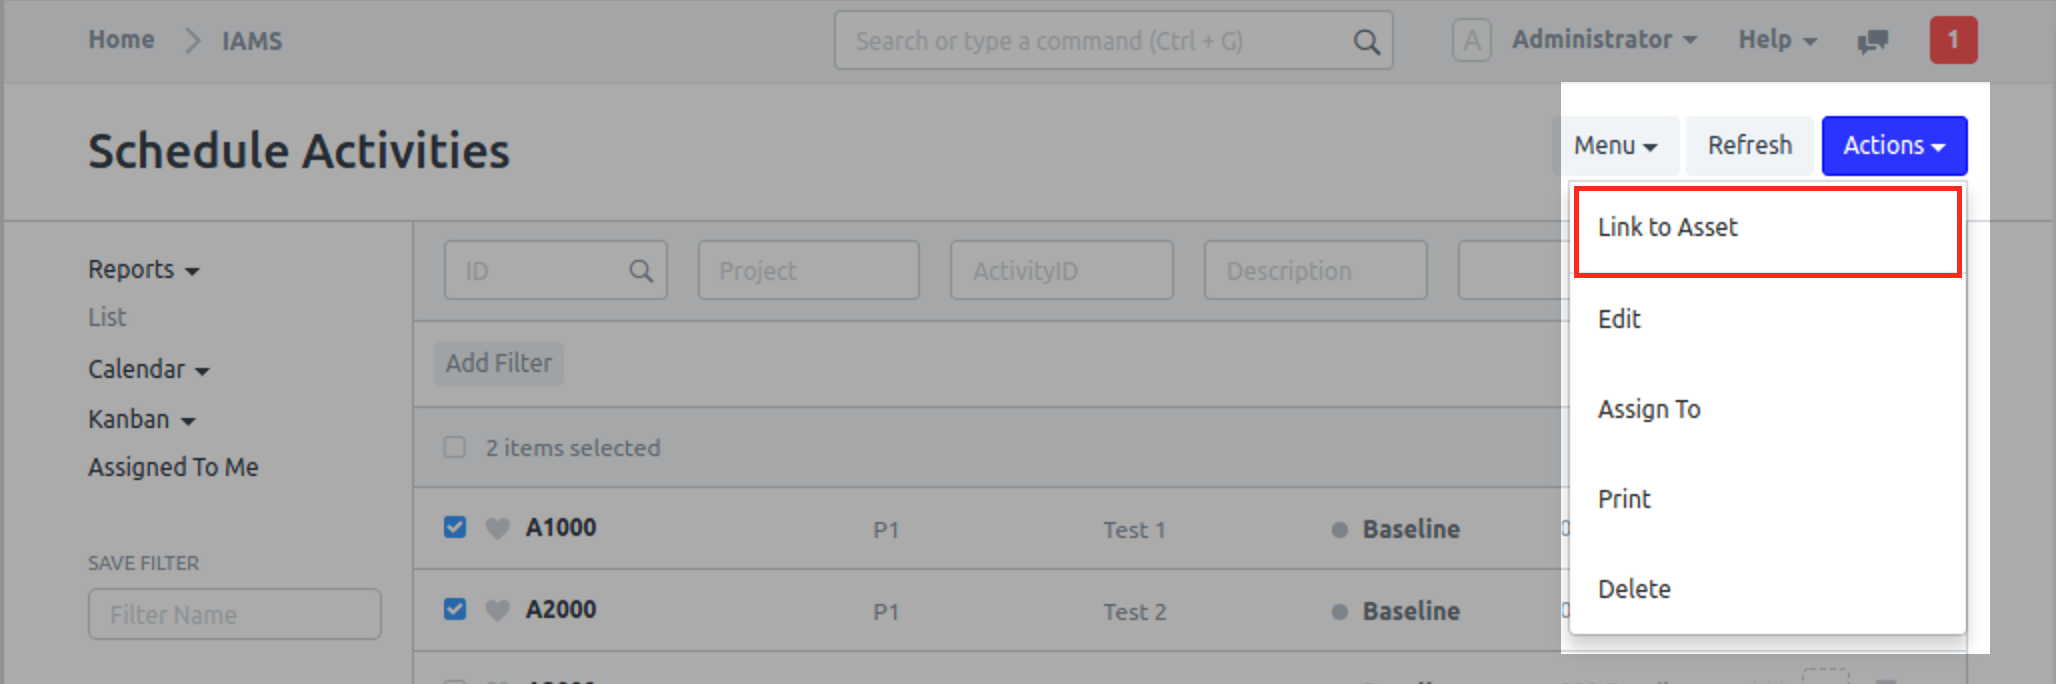 Home IAMS Search or type a command (Ctrl + G) A Administrator Help 1
Schedule Activities
Menu Refresh Actions
Link to Asset
Edit
Assign To
Print
Delete
Reports
List
Calendar
Kanban
Assigned To Me
SAVE FILTER
Filter Name
ID Project ActivityID Description
Add Filter
2 items selected
A1000 P1 Test 1 Baseline
A2000 P1 Test 2 Baseline